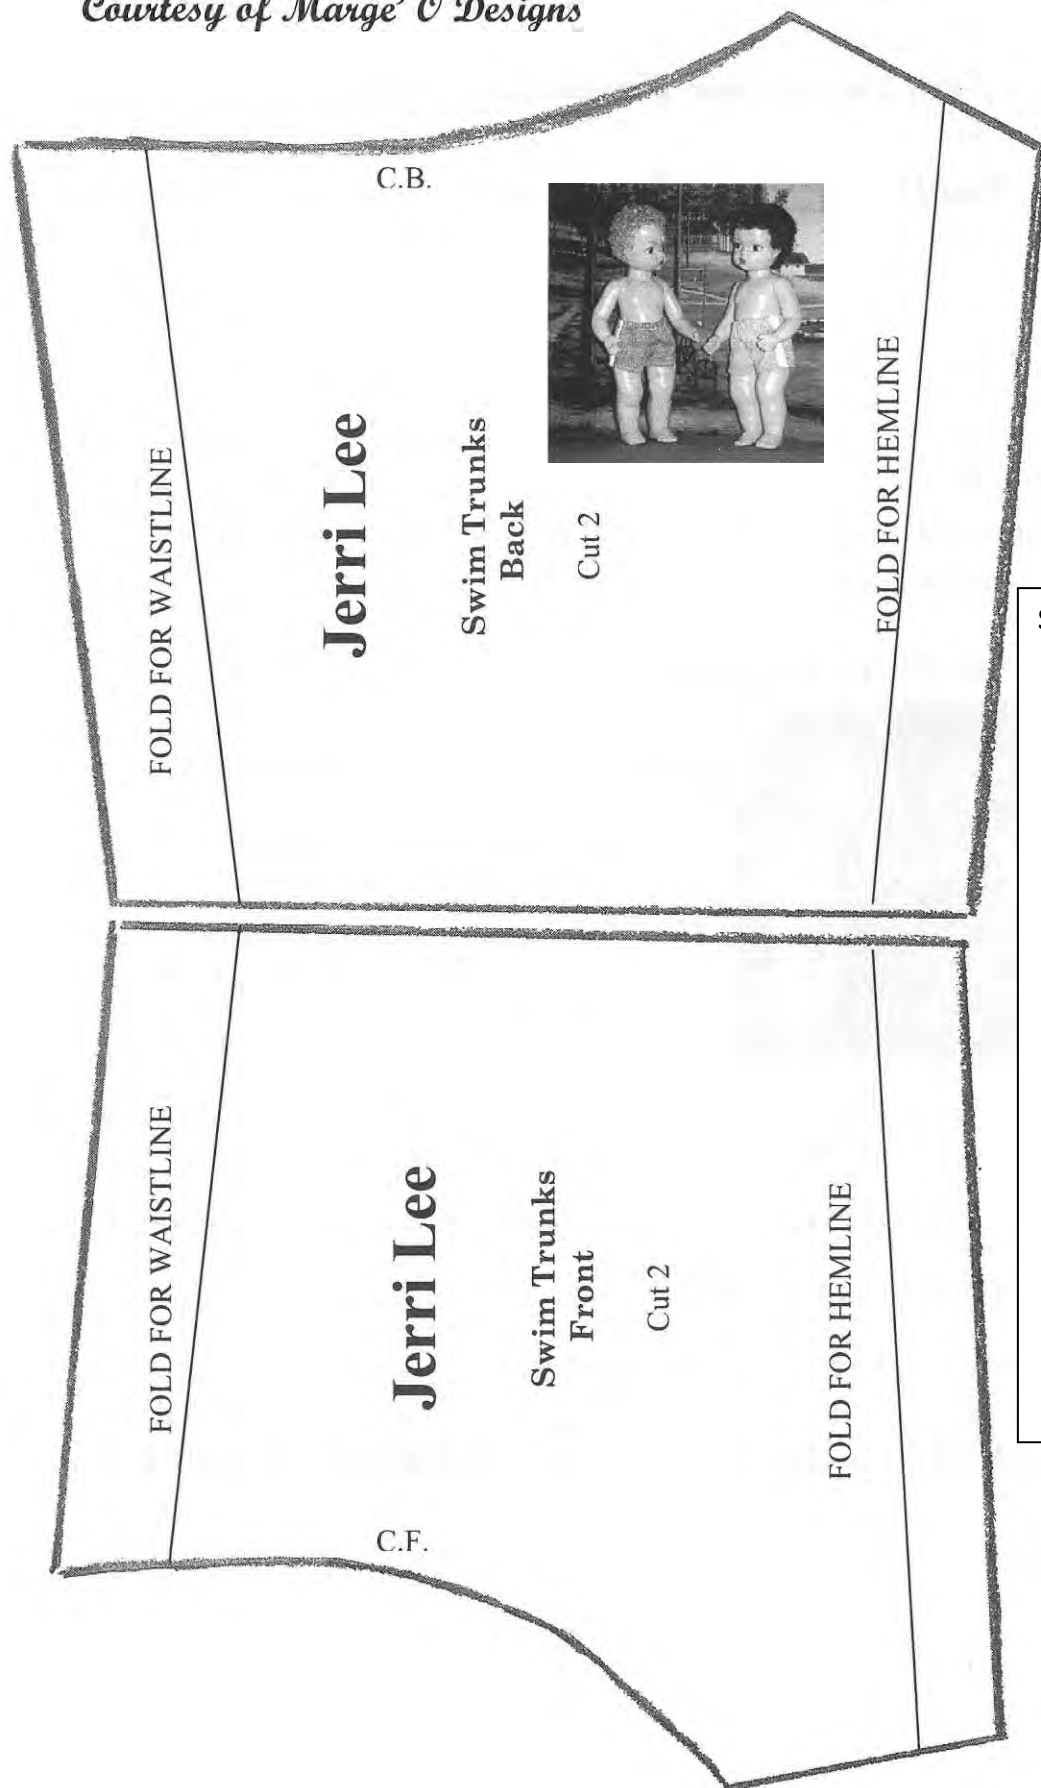 Courtesy of Marge' O Designs
C.B.
FOLD FOR WAISTLINE
Jerri Lee
Swim Trunks
Back
Cut 2
FOLD FOR HEMLINE
FOLD FOR WAISTLINE
Jerri Lee
Swim Trunks
Front
Cut 2
FOLD FOR HEMLINE
C.F.